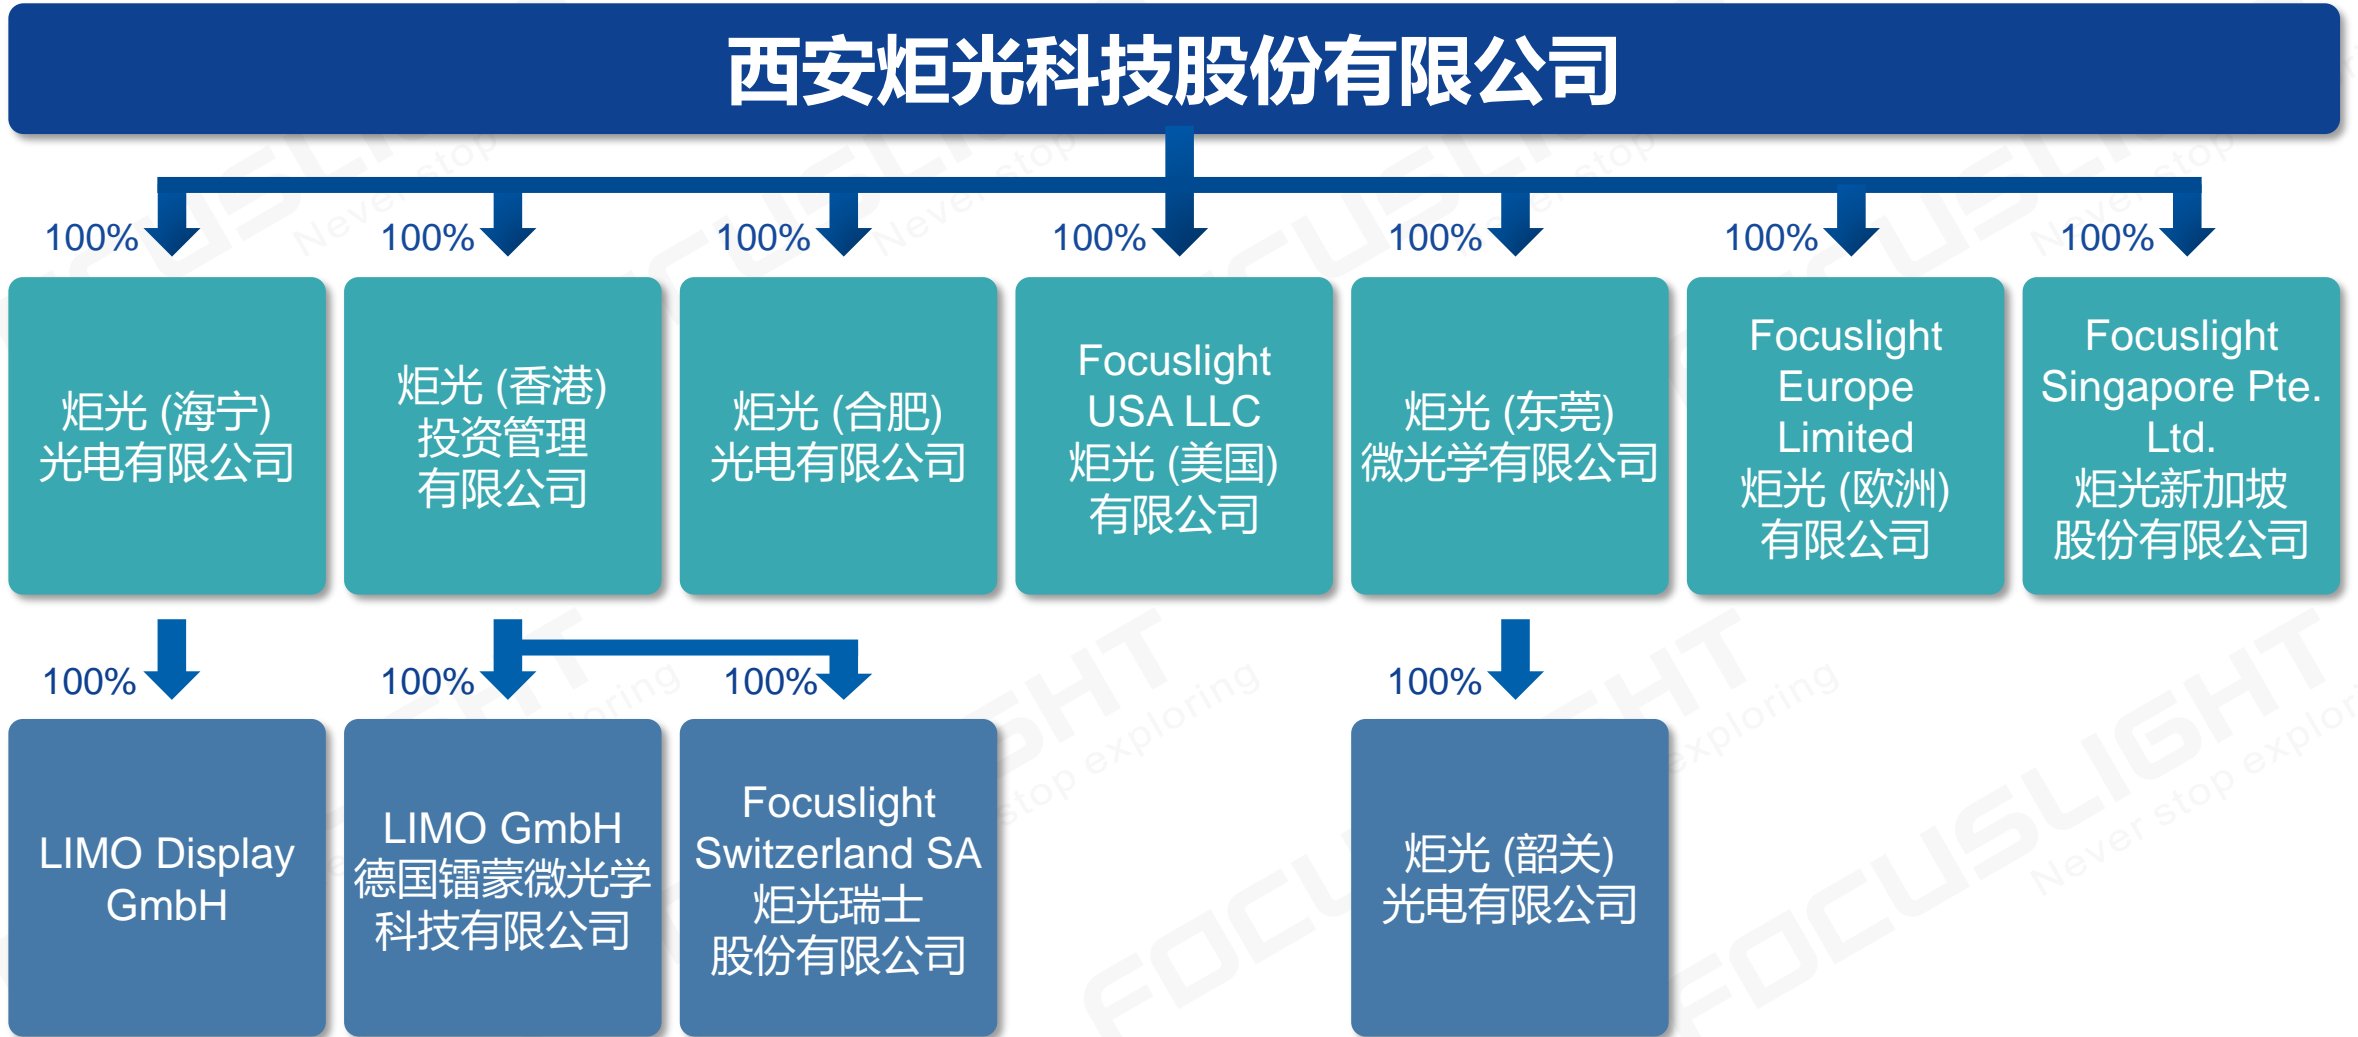 西安炬光科技股份有限公司
100%
100%
100%
100%
100%
100%
100%
炬光 (海宁)
光电有限公司
炬光 (香港)
投资管理
有限公司
炬光 (合肥)
光电有限公司
Focuslight
USA LLC
炬光 (美国)
有限公司
炬光 (东莞)
微光学有限公司
Focuslight
Europe
Limited
炬光 (欧洲)
有限公司
Focuslight
Singapore Pte.
Ltd.
炬光新加坡
股份有限公司
100%
100%
100%
100%
LIMO Display
GmbH
LIMO GmbH
德国镭蒙微光学
科技有限公司
Focuslight
Switzerland SA
炬光瑞士
股份有限公司
炬光 (韶关)
光电有限公司
FOCUSLIGHT
Never stop exploring